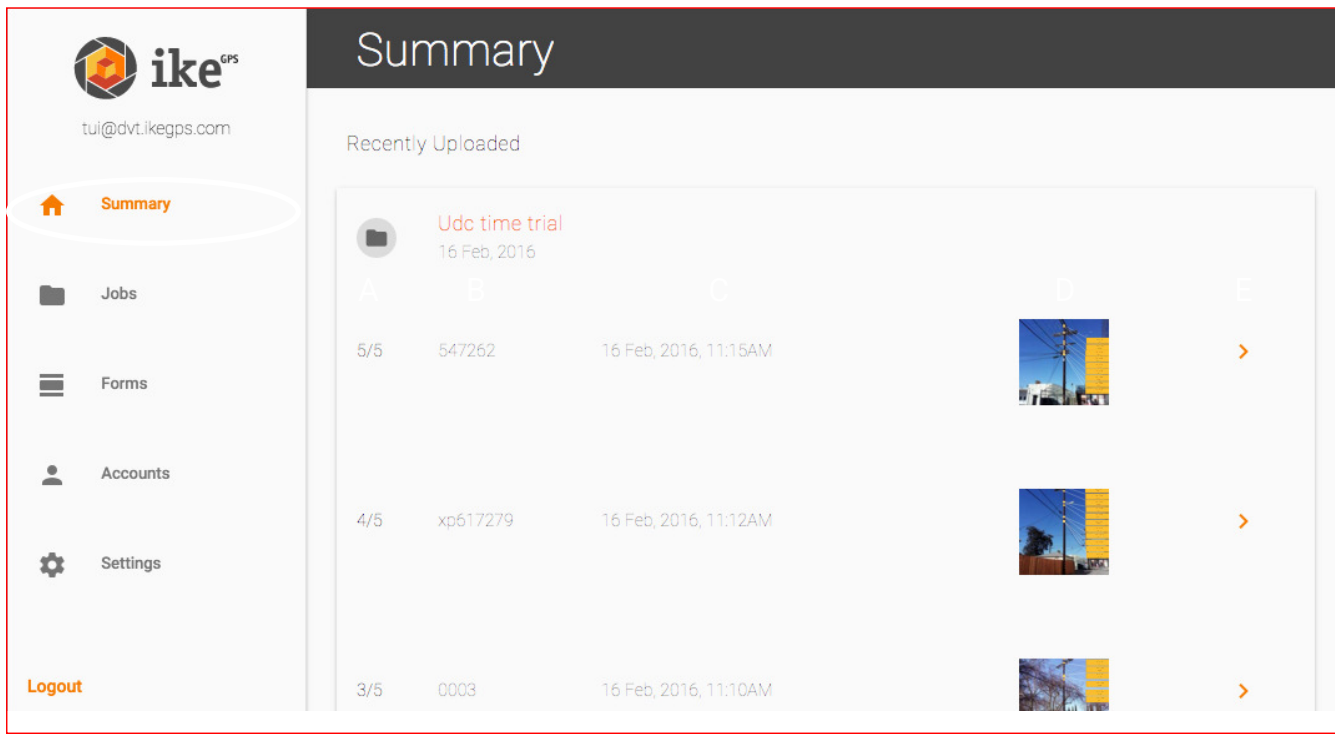 ike GPS
tui@dvt.ikegps.com
Summary
Jobs
Forms
Accounts
Settings
Logout
Summary
Recently Uploaded
Udc time trial
16 Feb, 2016
A B C D E
5/5 547262 16 Feb, 2016, 11:15AM
4/5 xp617279 16 Feb, 2016, 11:12AM
3/5 0003 16 Feb, 2016, 11:10AM